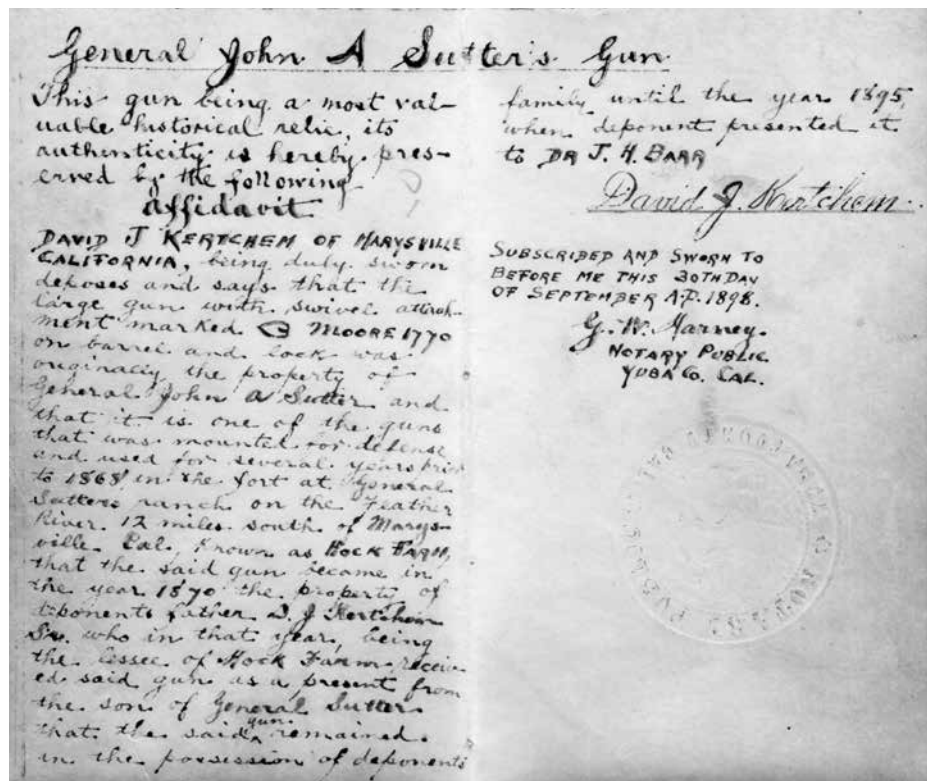 General John A Sutter's Gun
This gun being a most val-
uable historical relic, its
authenticity is hereby pres-
erved by the following
affidavit
DAVID J KERTCHEM OF MARYSVILLE
CALIFORNIA, being duly sworn
deposes and says that the
large gun with swivel attach-
ment marked MOORE 1770
on barrel and lock was
originally the property of
General John A Sutter and
that it is one of the guns
that was mounted for defense
and used for several years prior
to 1868 in the fort at General
Sutters ranch on the Feather
River 12 miles south of Marys-
ville Cal, known as HOCK FARM,
that the said gun became in
the year 1870 the property of
deponents father D. J Kertchem
Sr. who in that year, being
the lessee of Hock Farm receiv-
ed said gun as a present from
the son of General Sutter
that the said gun remained
in the possession of deponents
family until the year 1895,
when deponent presented it
to DR J. H. BARR
David J. Kertchem
SUBSCRIBED AND SWORN TO
BEFORE ME THIS 30TH DAY
OF SEPTEMBER A.D. 1898.
G. W. Harney.
NOTARY PUBLIC.
YUBA CO. CAL.